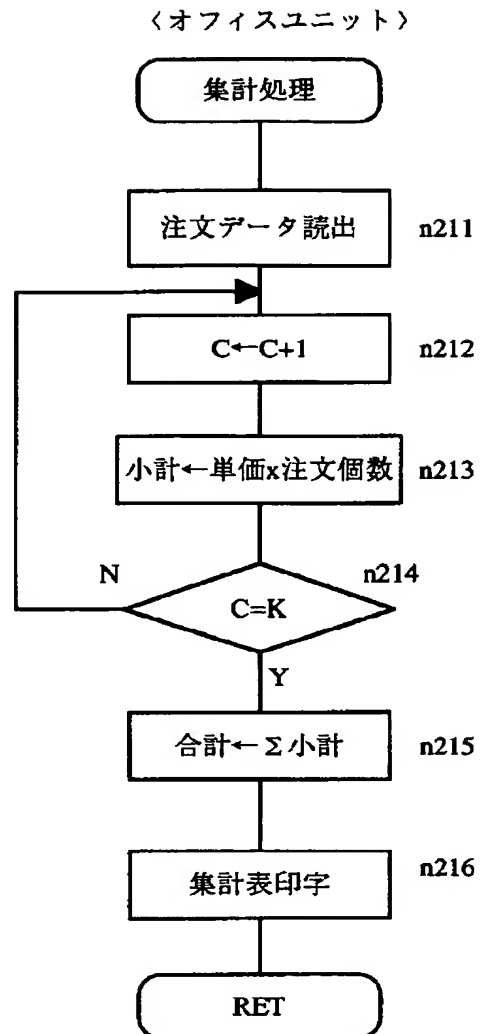 〈オフィスユニット〉
集計処理
注文データ読出 n211
C←C+1 n212
小計←単価x注文個数 n213
N n214
C=K
Y
合計←Σ小計 n215
集計表印字 n216
RET